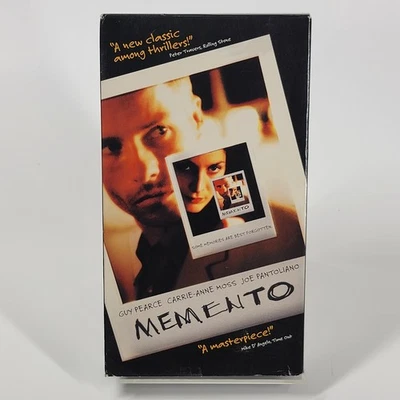 "A new classic
among thrillers!"
Peter Travers, Rolling Stone
MEMENTO
SOME MEMORIES ARE BEST FORGOTTEN
GUY PEARCE CARRIE-ANNE MOSS JOE PANTOLIANO
MEMENTO
"A masterpiece!"
Mike D'Angelo, Time Out